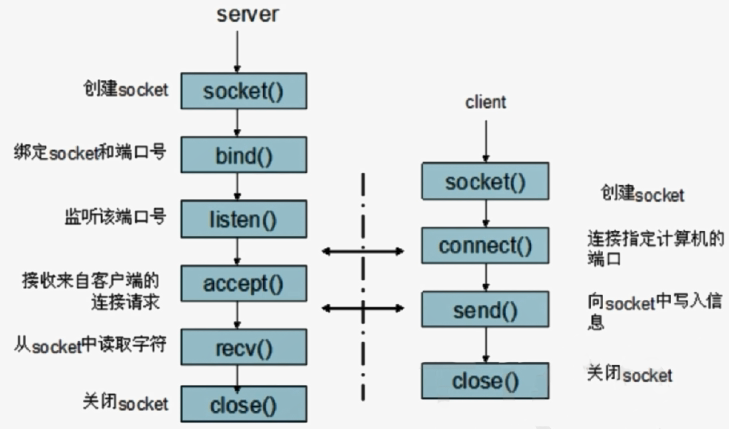 server
创建socket
socket()
绑定socket和端口号
bind()
监听该端口号
listen()
接收来自客户端的
连接请求
accept()
从socket中读取字符
recv()
关闭socket
close()
client
socket()
创建socket
connect()
连接指定计算机的
端口
send()
向socket中写入信
息
close()
关闭socket